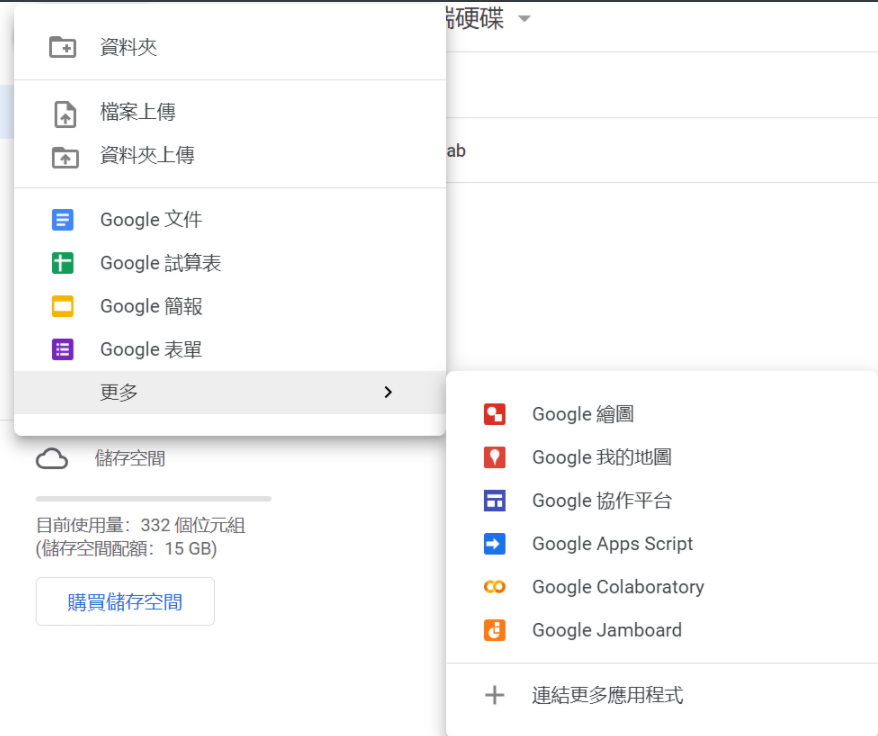 資料夾
檔案上傳
資料夾上傳
Google 文件
Google 試算表
Google 簡報
Google 表單
更多
儲存空間
目前使用量：332 個位元組
(儲存空間配額：15 GB)
購買儲存空間
硬碟
ab
Google 繪圖
Google 我的地圖
Google 協作平台
Google Apps Script
Google Colaboratory
Google Jamboard
連結更多應用程式